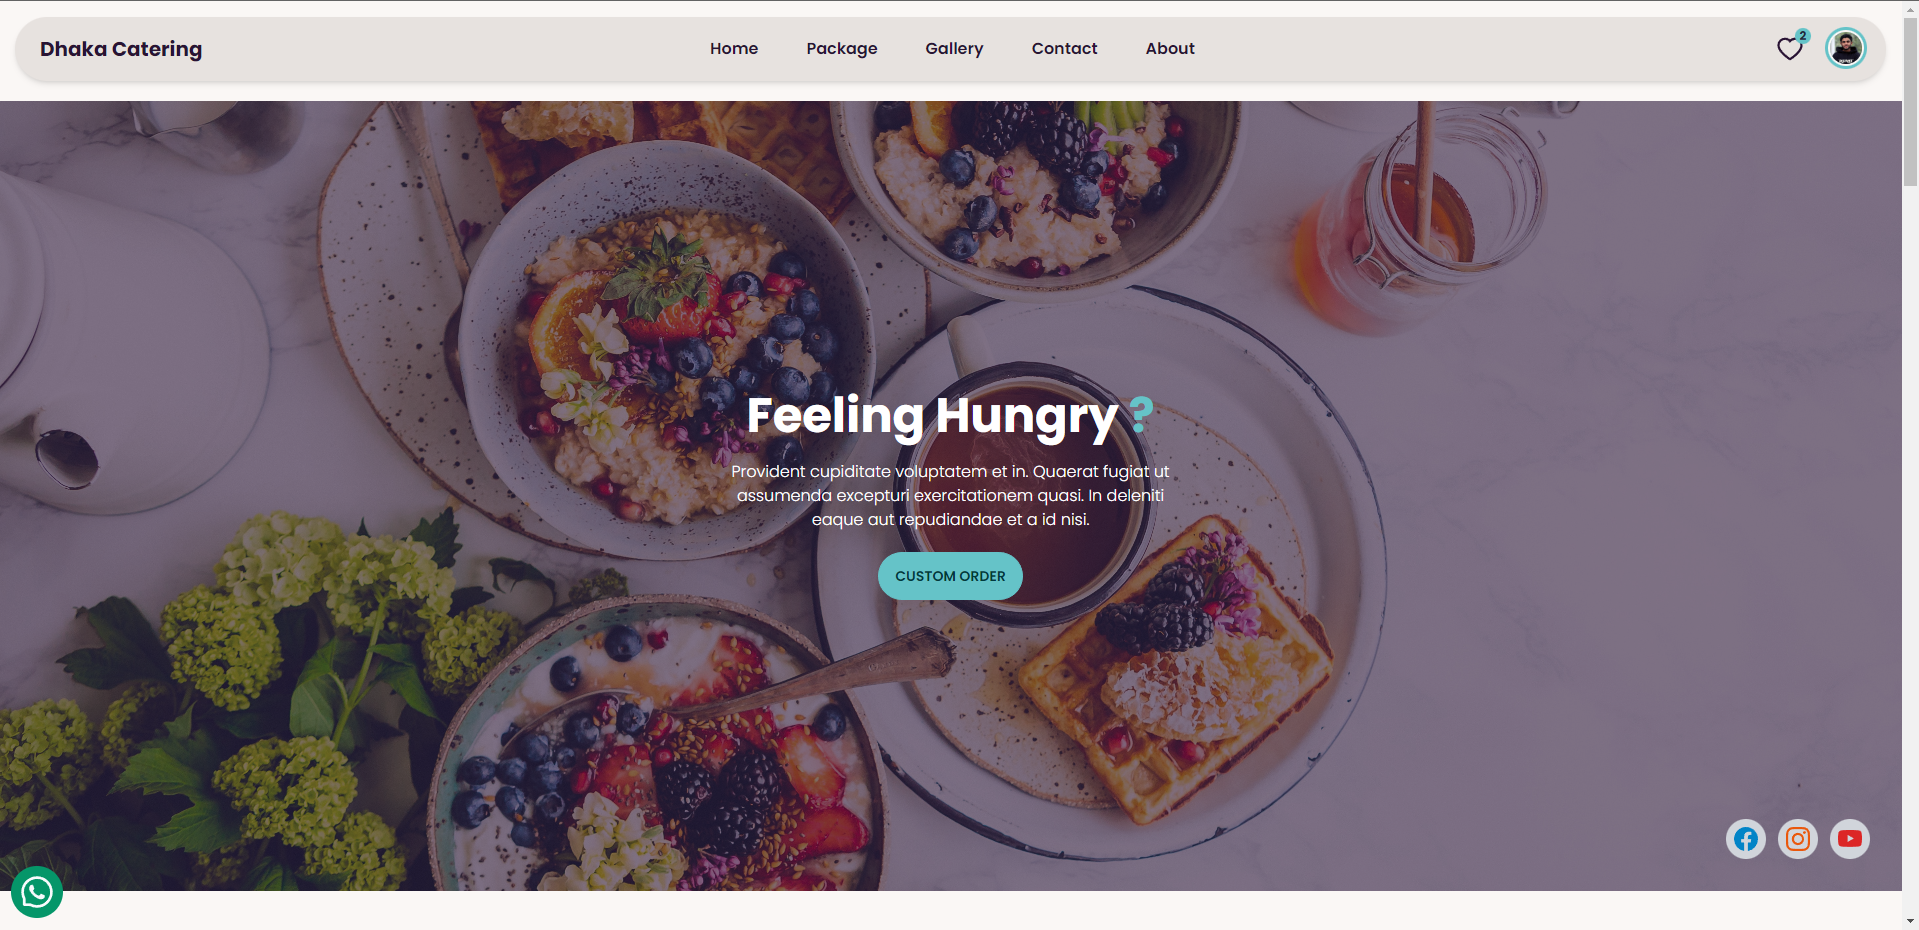 Dhaka Catering
Home Package Gallery Contact About
2
Feeling Hungry ?
Provident cupiditate voluptatem et in. Quaerat fugiat ut
assumenda excepturi exercitationem quasi. In deleniti
eaque aut repudiandae et a id nisi.
CUSTOM ORDER